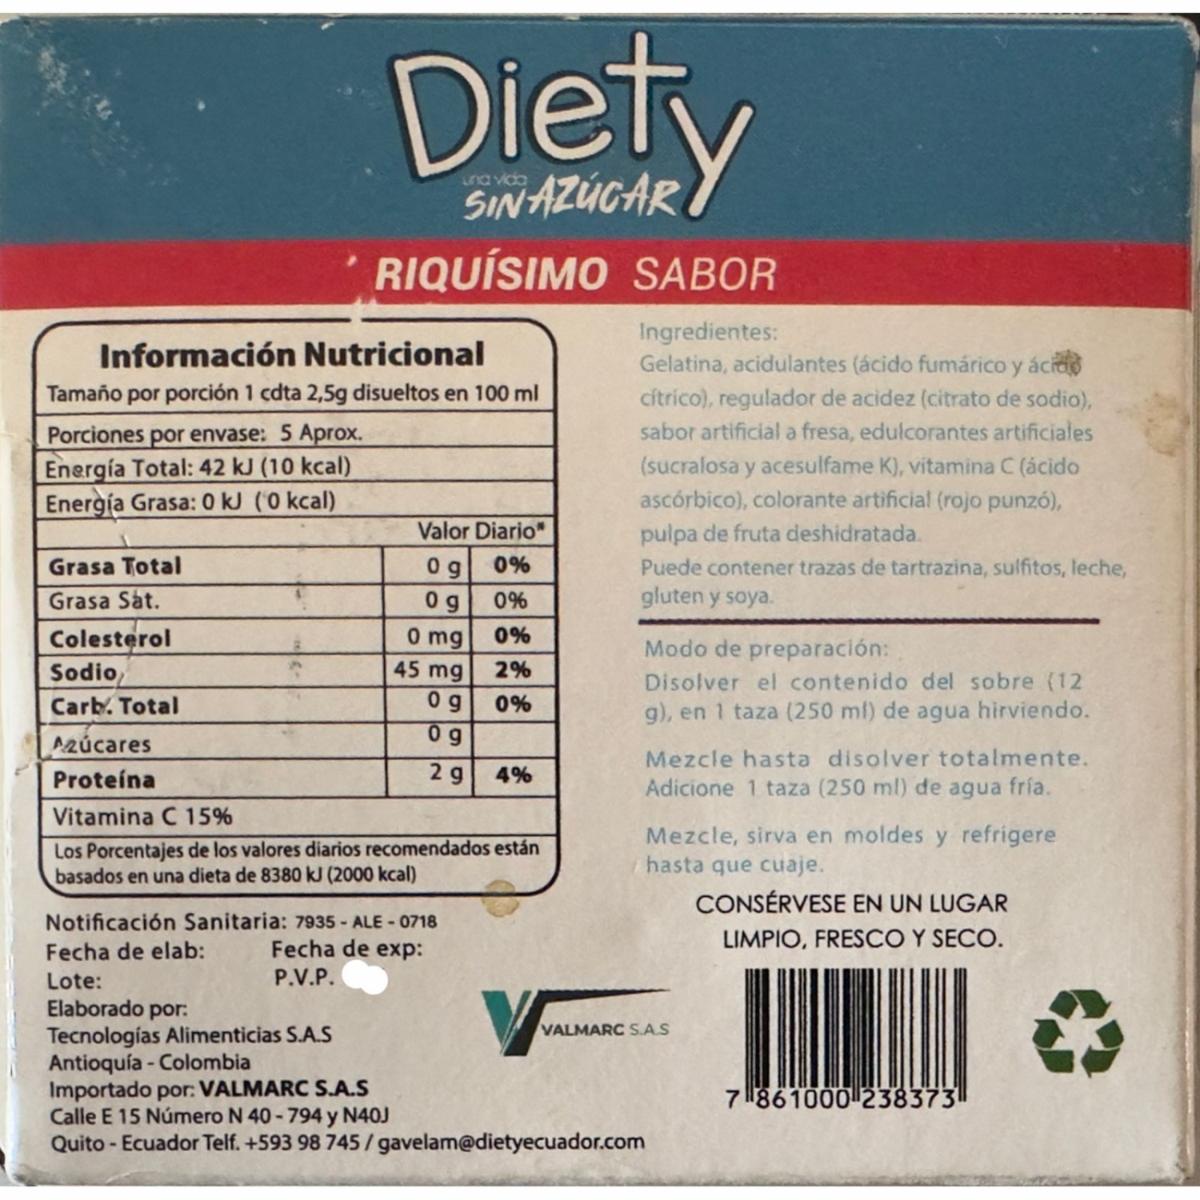 Diety
una vida
SIN AZÚCAR
RIQUÍSIMO SABOR
Información Nutricional
Tamaño por porción 1 cdta 2,5g disueltos en 100 ml
Porciones por envase: 5 Aprox.
Energía Total: 42 kJ (10 kcal)
Energía Grasa: 0 kJ (0 kcal)
Valor Diario*
Grasa Total 0 g 0%
Grasa Sat. 0 g 0%
Colesterol 0 mg 0%
Sodio 45 mg 2%
Carb. Total 0 g 0%
Azúcares 0 g
Proteína 2 g 4%
Vitamina C 15%
Los Porcentajes de los valores diarios recomendados están
basados en una dieta de 8380 kJ (2000 kcal)
Notificación Sanitaria: 7935 - ALE - 0718
Fecha de elab: Fecha de exp:
Lote: P.V.P.
Elaborado por:
Tecnologías Alimenticias S.A.S
Antioquía - Colombia
Importado por: VALMARC S.A.S
Calle E 15 Número N 40 - 794 y N40J
Quito - Ecuador Telf. +593 98 745 / gavelam@dietyecuador.com
Ingredientes:
Gelatina, acidulantes (ácido fumárico y ácido
cítrico), regulador de acidez (citrato de sodio),
sabor artificial a fresa, edulcorantes artificiales
(sucralosa y acesulfame K), vitamina C (ácido
ascórbico), colorante artificial (rojo punzó),
pulpa de fruta deshidratada.
Puede contener trazas de tartrazina, sulfitos, leche,
gluten y soya.
Modo de preparación:
Disolver el contenido del sobre (12
g), en 1 taza (250 ml) de agua hirviendo.
Mezcle hasta disolver totalmente.
Adicione 1 taza (250 ml) de agua fría.
Mezcle, sirva en moldes y refrigere
hasta que cuaje.
CONSÉRVESE EN UN LUGAR
LIMPIO, FRESCO Y SECO.
VALMARC S.A.S
7 861000 238373